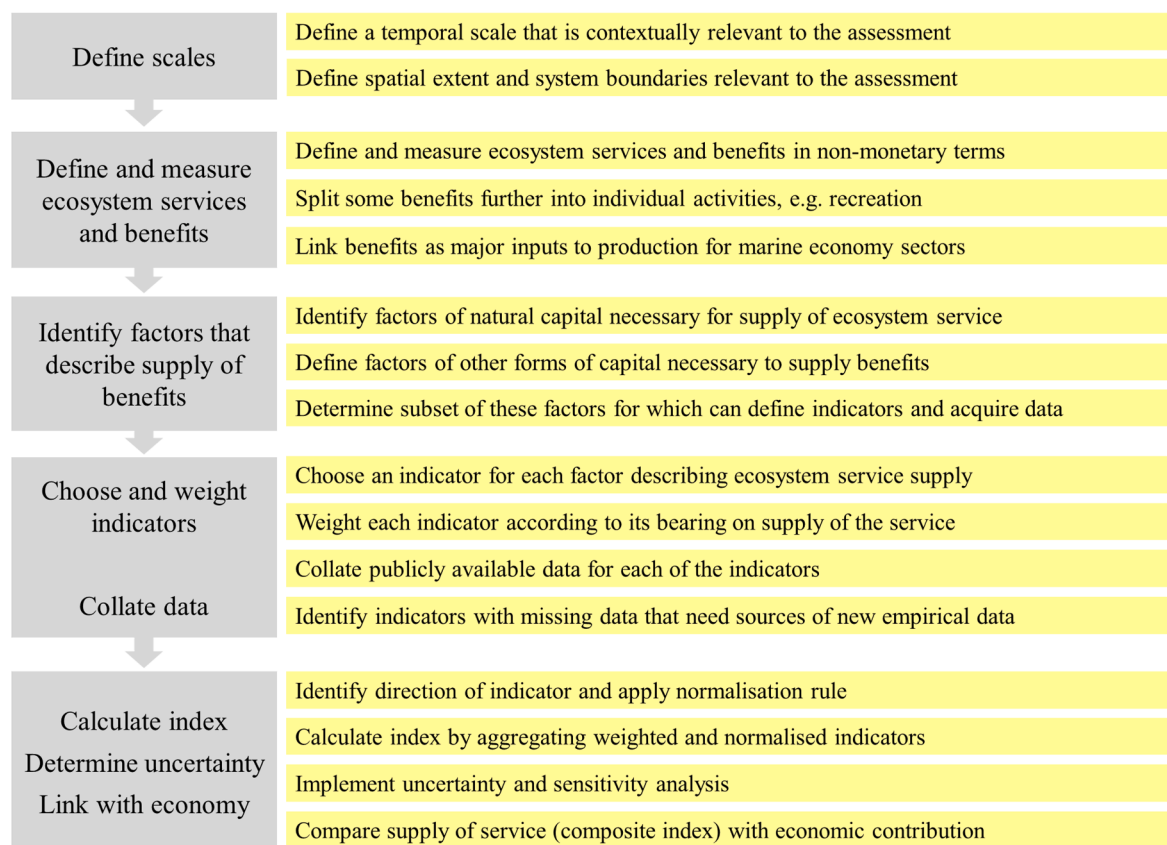 Define scales
Define a temporal scale that is contextually relevant to the assessment
Define spatial extent and system boundaries relevant to the assessment
Define and measure
ecosystem services
and benefits
Define and measure ecosystem services and benefits in non-monetary terms
Split some benefits further into individual activities, e.g. recreation
Link benefits as major inputs to production for marine economy sectors
Identify factors that
describe supply of
benefits
Identify factors of natural capital necessary for supply of ecosystem service
Define factors of other forms of capital necessary to supply benefits
Determine subset of these factors for which can define indicators and acquire data
Choose and weight
indicators
Collate data
Choose an indicator for each factor describing ecosystem service supply
Weight each indicator according to its bearing on supply of the service
Collate publicly available data for each of the indicators
Identify indicators with missing data that need sources of new empirical data
Calculate index
Determine uncertainty
Link with economy
Identify direction of indicator and apply normalisation rule
Calculate index by aggregating weighted and normalised indicators
Implement uncertainty and sensitivity analysis
Compare supply of service (composite index) with economic contribution